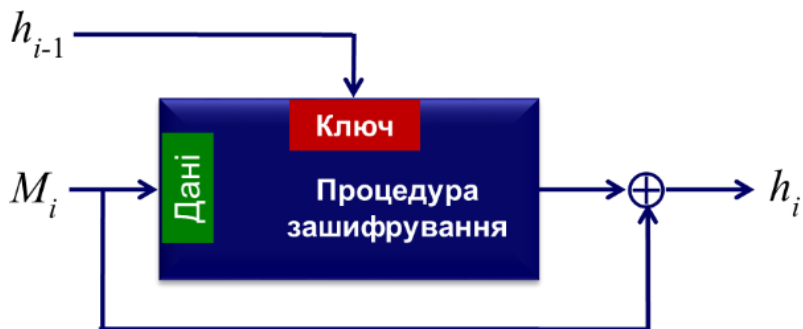 h_{i-1}
Ключ
M_i
Дані
Процедура
зашифрування
h_i